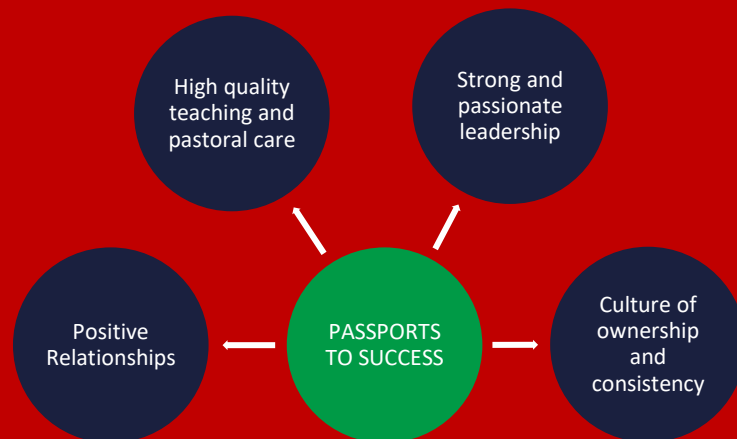 High quality
teaching and
pastoral care
Strong and
passionate
leadership
Positive
Relationships
PASSPORTS
TO SUCCESS
Culture of
ownership
and
consistency